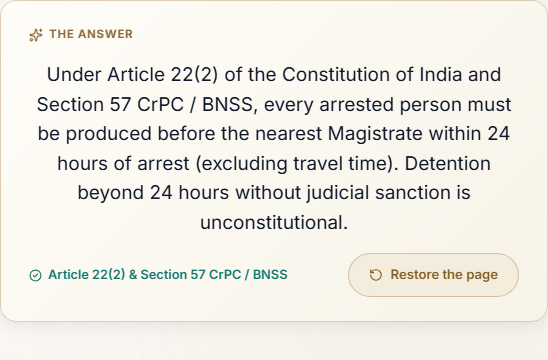 THE ANSWER
Under Article 22(2) of the Constitution of India and
Section 57 CrPC / BNSS, every arrested person must
be produced before the nearest Magistrate within 24
hours of arrest (excluding travel time). Detention
beyond 24 hours without judicial sanction is
unconstitutional.
Article 22(2) & Section 57 CrPC / BNSS
Restore the page